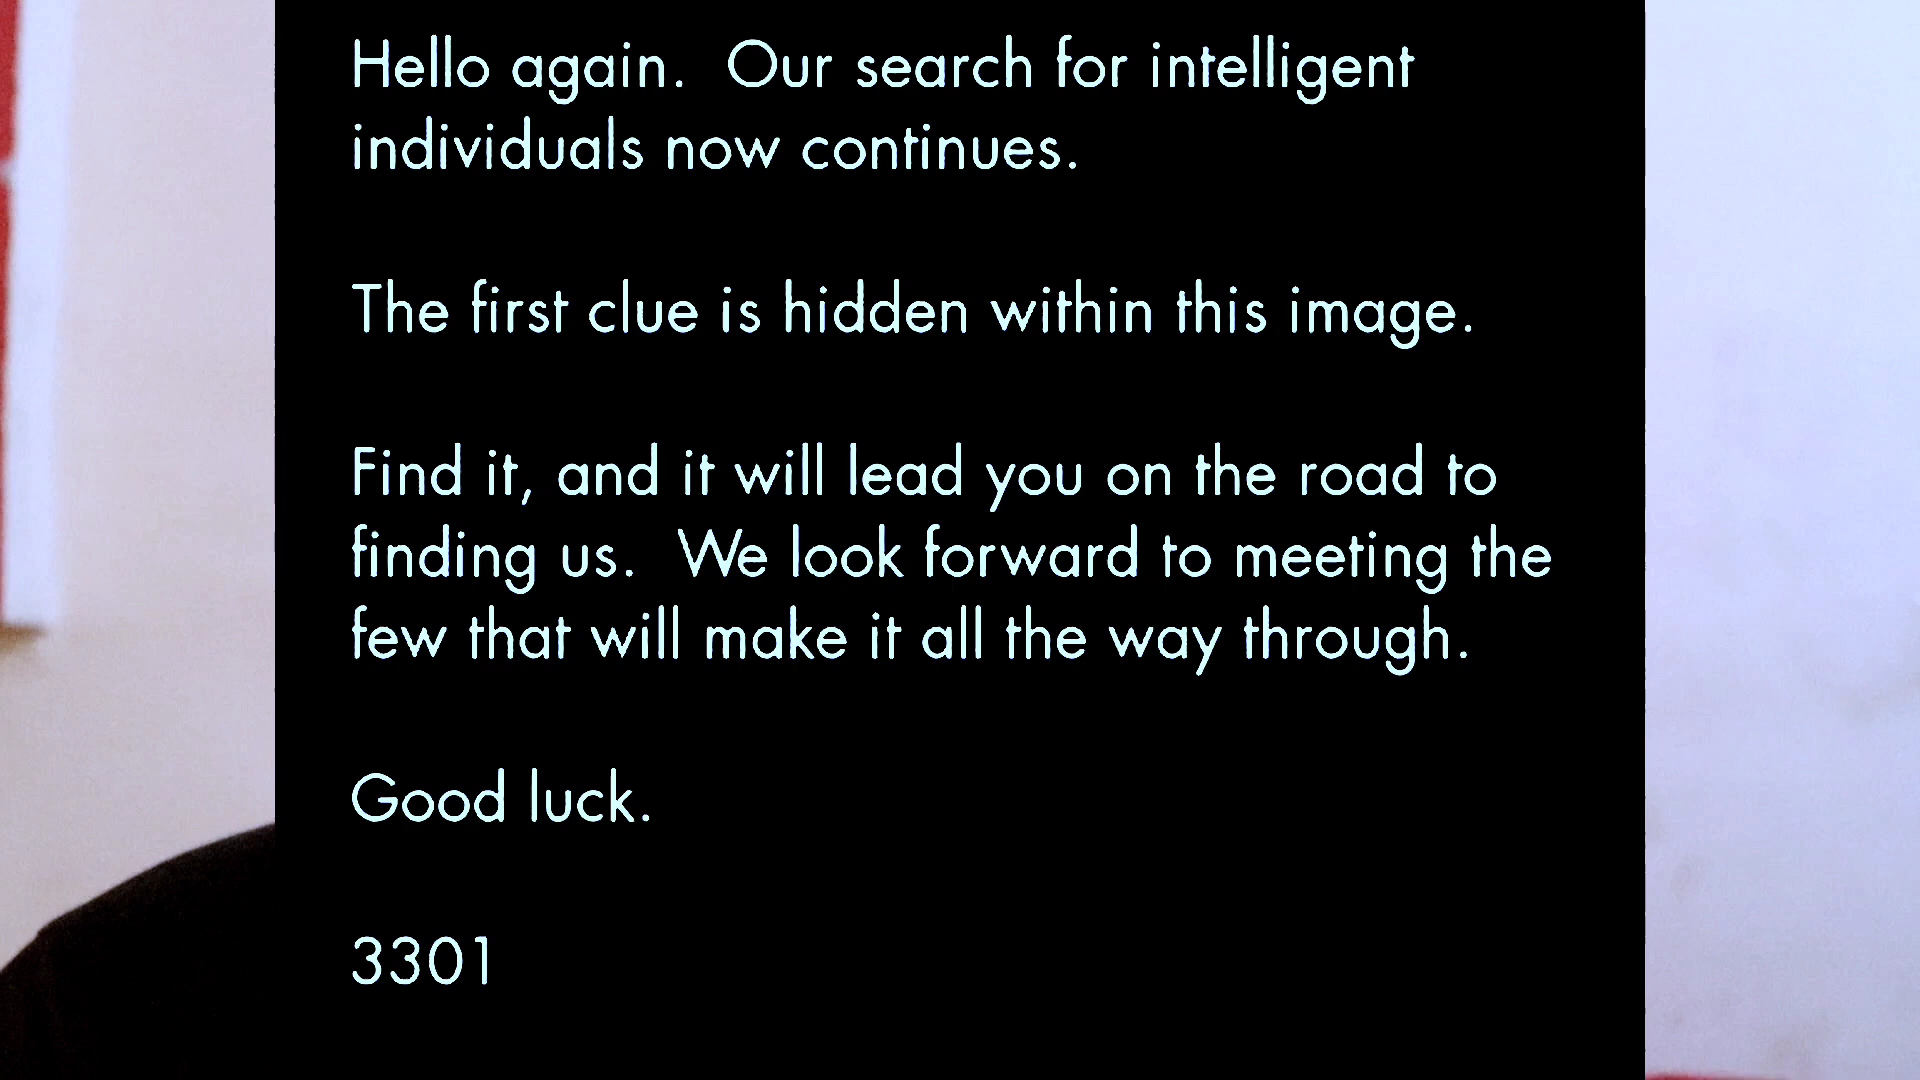 Hello again.  Our search for intelligent
individuals now continues.
The first clue is hidden within this image.
Find it, and it will lead you on the road to
finding us.  We look forward to meeting the
few that will make it all the way through.
Good luck.
3301